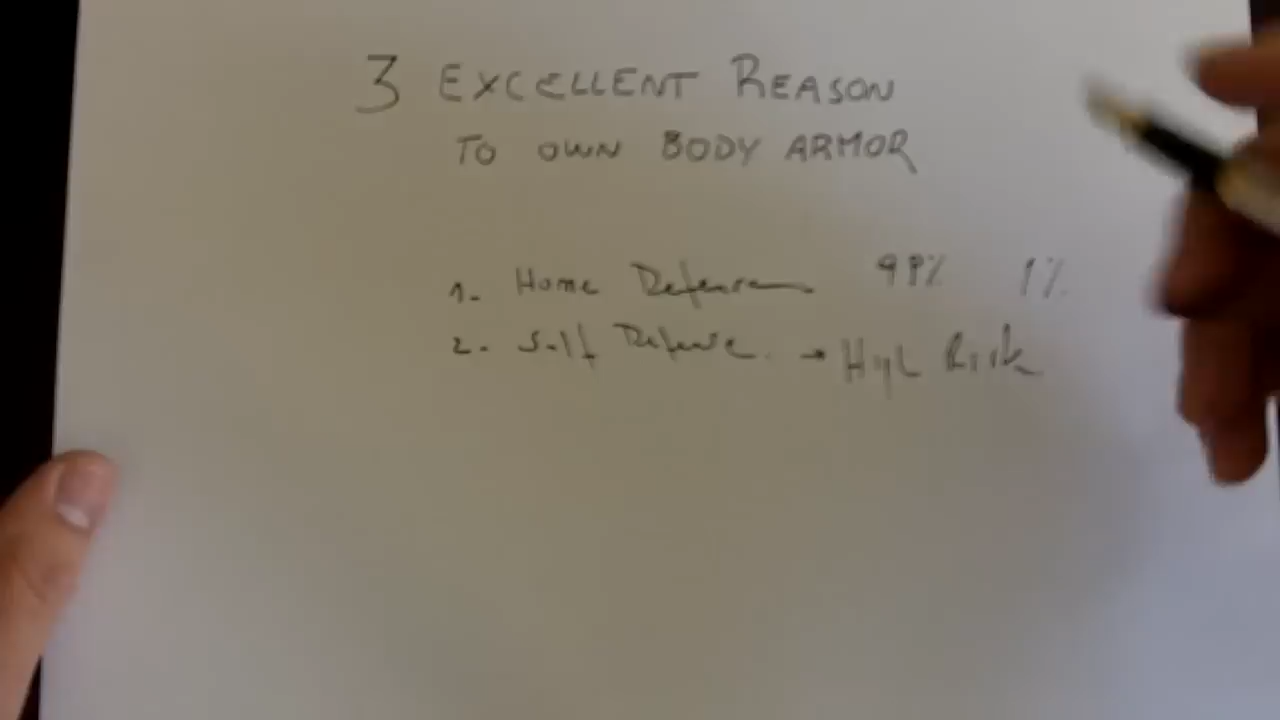 3 EXCELLENT REASON
TO OWN BODY ARMOR
1. Home Defense 99% 1%
2. Self Defense. → High Risk